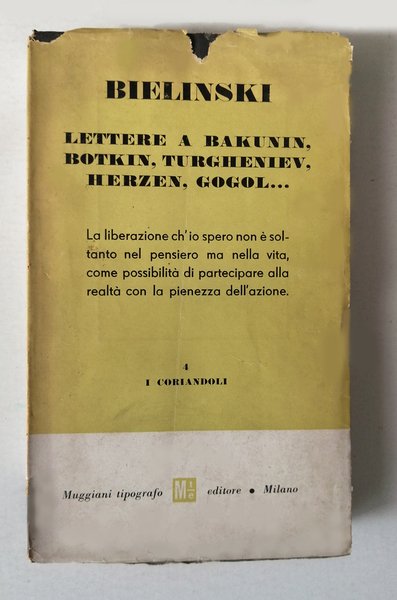 BIELINSKI
LETTERE A BAKUNIN,
BOTKIN, TURGHENIEV,
HERZEN, GOGOL...
La liberazione ch'io spero non è sol-
tanto nel pensiero ma nella vita,
come possibilità di partecipare alla
realtà con la pienezza dell'azione.
4
I CORIANDOLI
Muggiani tipografo Mt/e editore • Milano